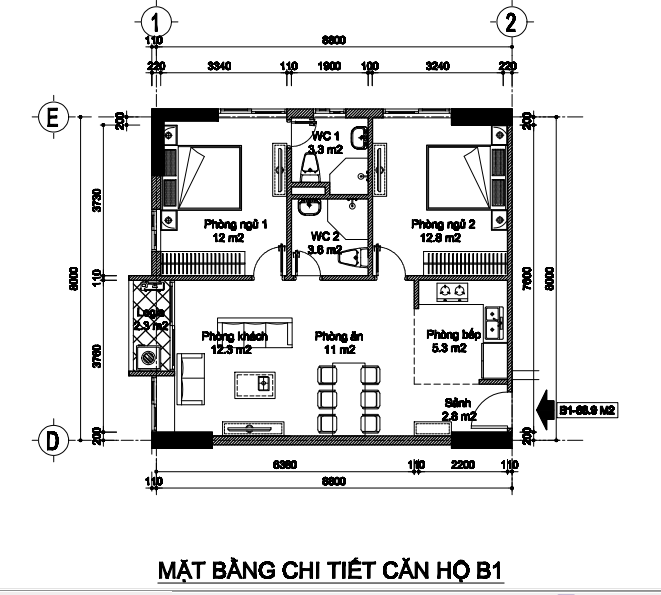 1
2
110
8800
220
3340
110
1900
100
3240
220
E
200
200
WC 1
3.3 m2
3730
Phòng ngủ 1
12 m2
Phòng ngủ 2
12.8 m2
WC 2
3.6 m2
8000
110
7600
8000
Logia
2.3 m2
Phòng khách
12.3 m2
Phòng ăn
11 m2
Phòng bếp
5.3 m2
3760
Sảnh
2.8 m2
B1-68.9 M2
D
200
200
6380
110
2200
110
110
8800
MẶT BẰNG CHI TIẾT CĂN HỘ B1